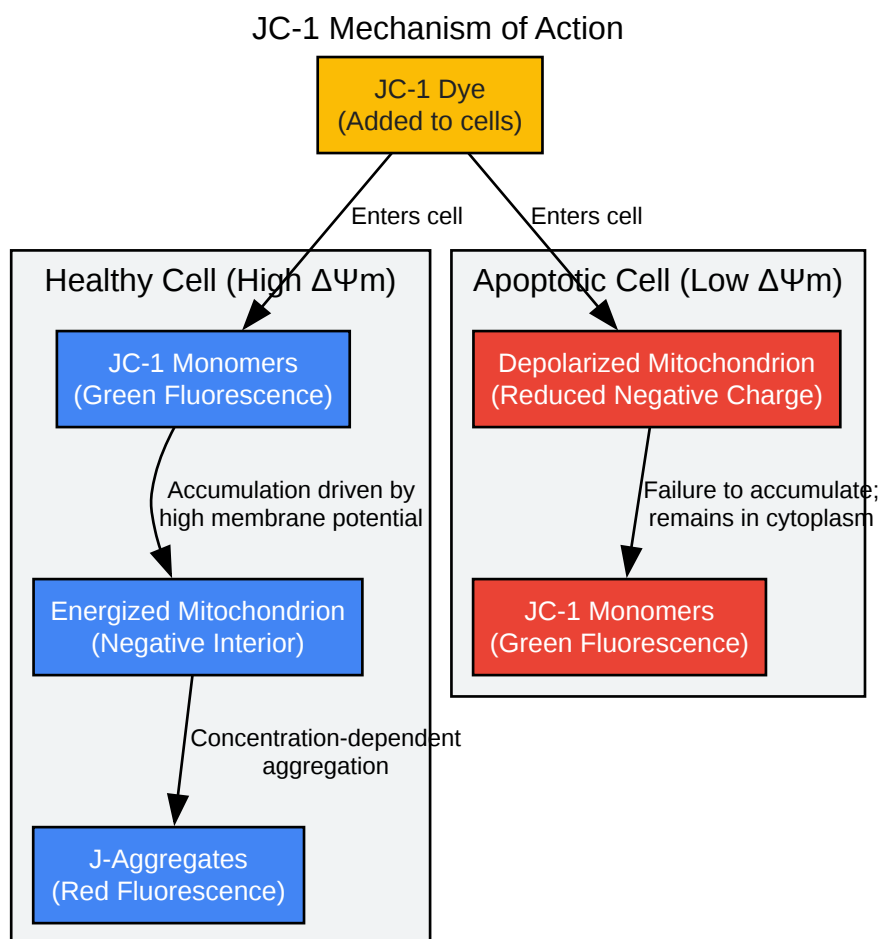 JC-1 Mechanism of Action
JC-1 Dye
(Added to cells)
Enters cell
Enters cell
Healthy Cell (High ΔΨm)
JC-1 Monomers
(Green Fluorescence)
Accumulation driven by
high membrane potential
Energized Mitochondrion
(Negative Interior)
Concentration-dependent
aggregation
J-Aggregates
(Red Fluorescence)
Apoptotic Cell (Low ΔΨm)
Depolarized Mitochondrion
(Reduced Negative Charge)
Failure to accumulate;
remains in cytoplasm
JC-1 Monomers
(Green Fluorescence)